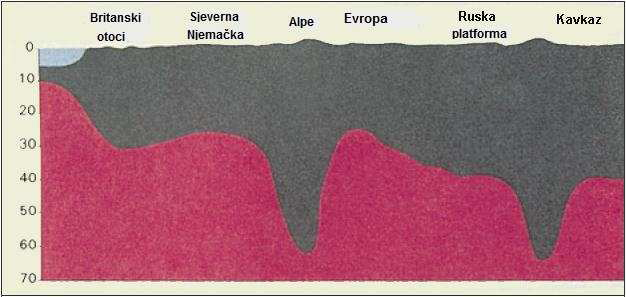 Britanski
otoci
Sjeverna
Njemačka
Alpe
Evropa
Ruska
platforma
Kavkaz
0
10
20
30
40
50
60
70